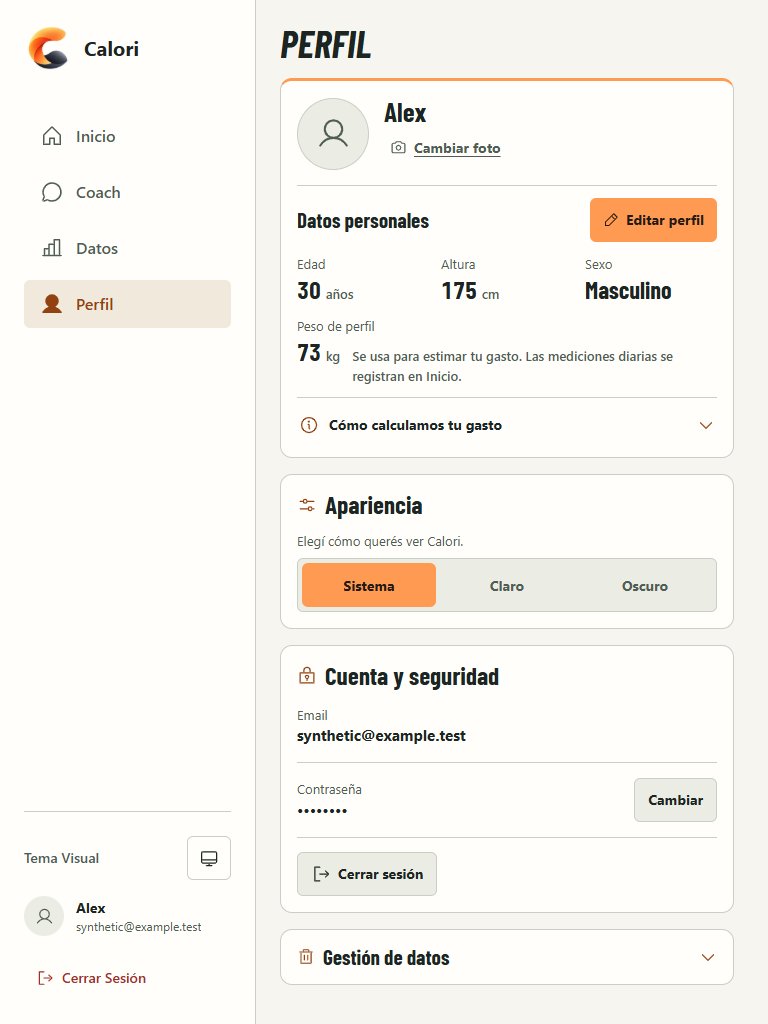 Calori
Inicio
Coach
Datos
Perfil
Tema Visual
Alex
synthetic@example.test
Cerrar Sesión
PERFIL
Alex
Cambiar foto
Datos personales
Editar perfil
Edad
30 años
Altura
175 cm
Sexo
Masculino
Peso de perfil
73 kg
Se usa para estimar tu gasto. Las mediciones diarias se
registran en Inicio.
Cómo calculamos tu gasto
Apariencia
Elegí cómo querés ver Calori.
Sistema
Claro
Oscuro
Cuenta y seguridad
Email
synthetic@example.test
Contraseña
••••••••
Cambiar
Cerrar sesión
Gestión de datos